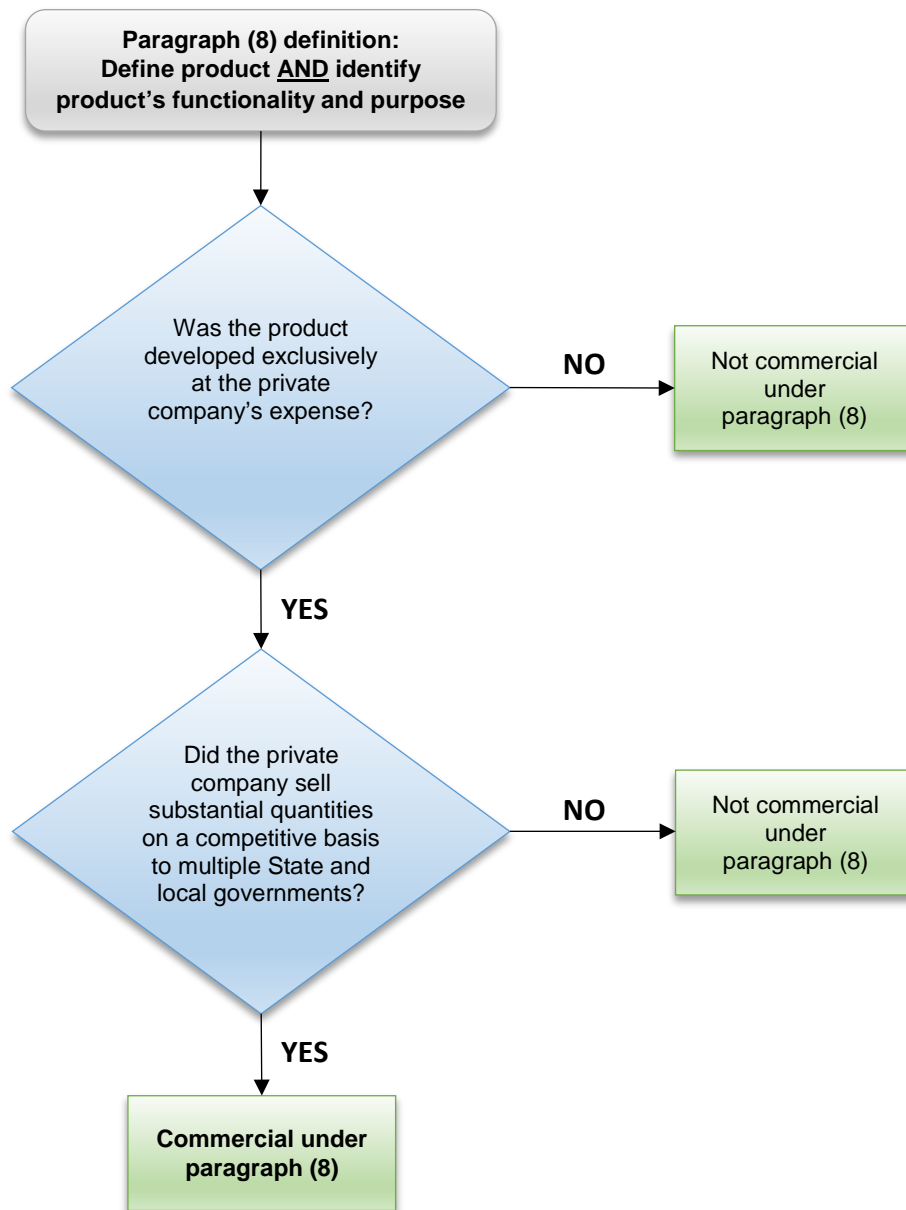 Paragraph (8) definition:
Define product AND identify
product’s functionality and purpose
Was the product
developed exclusively
at the private
company’s expense?
NO
Not commercial
under
paragraph (8)
YES
Did the private
company sell
substantial quantities
on a competitive basis
to multiple State and
local governments?
NO
Not commercial
under
paragraph (8)
YES
Commercial under
paragraph (8)